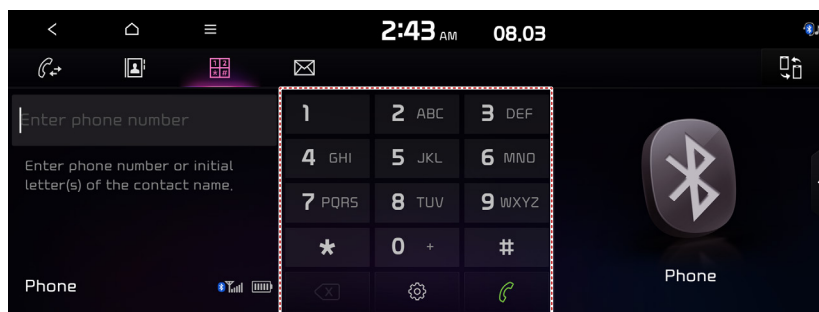 2:43 AM 08.03
Enter phone number
Enter phone number or initial
letter(s) of the contact name.
1
2 ABC
3 DEF
4 GHI
5 JKL
6 MNO
7 PQRS
8 TUV
9 WXYZ
*
0 +
#
Phone
Phone